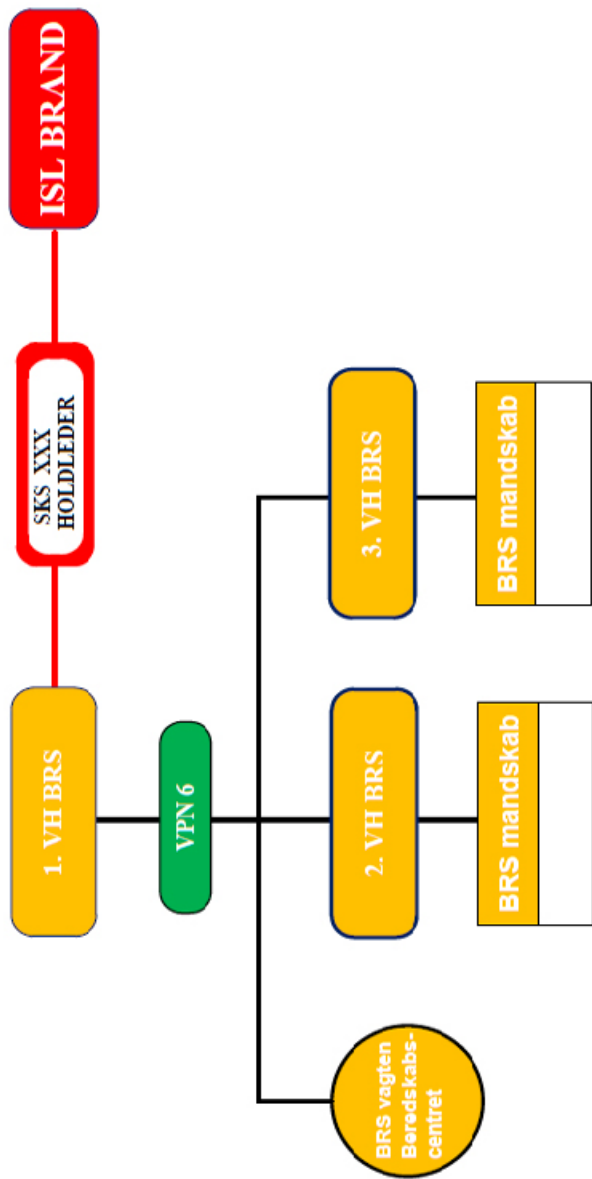 1. VH BRS
SKS XXX
HOLDLEDER
ISL BRAND
VPN 6
BRS vagten
Beredskabs-
centret
2. VH BRS
3. VH BRS
BRS mandskab
BRS mandskab